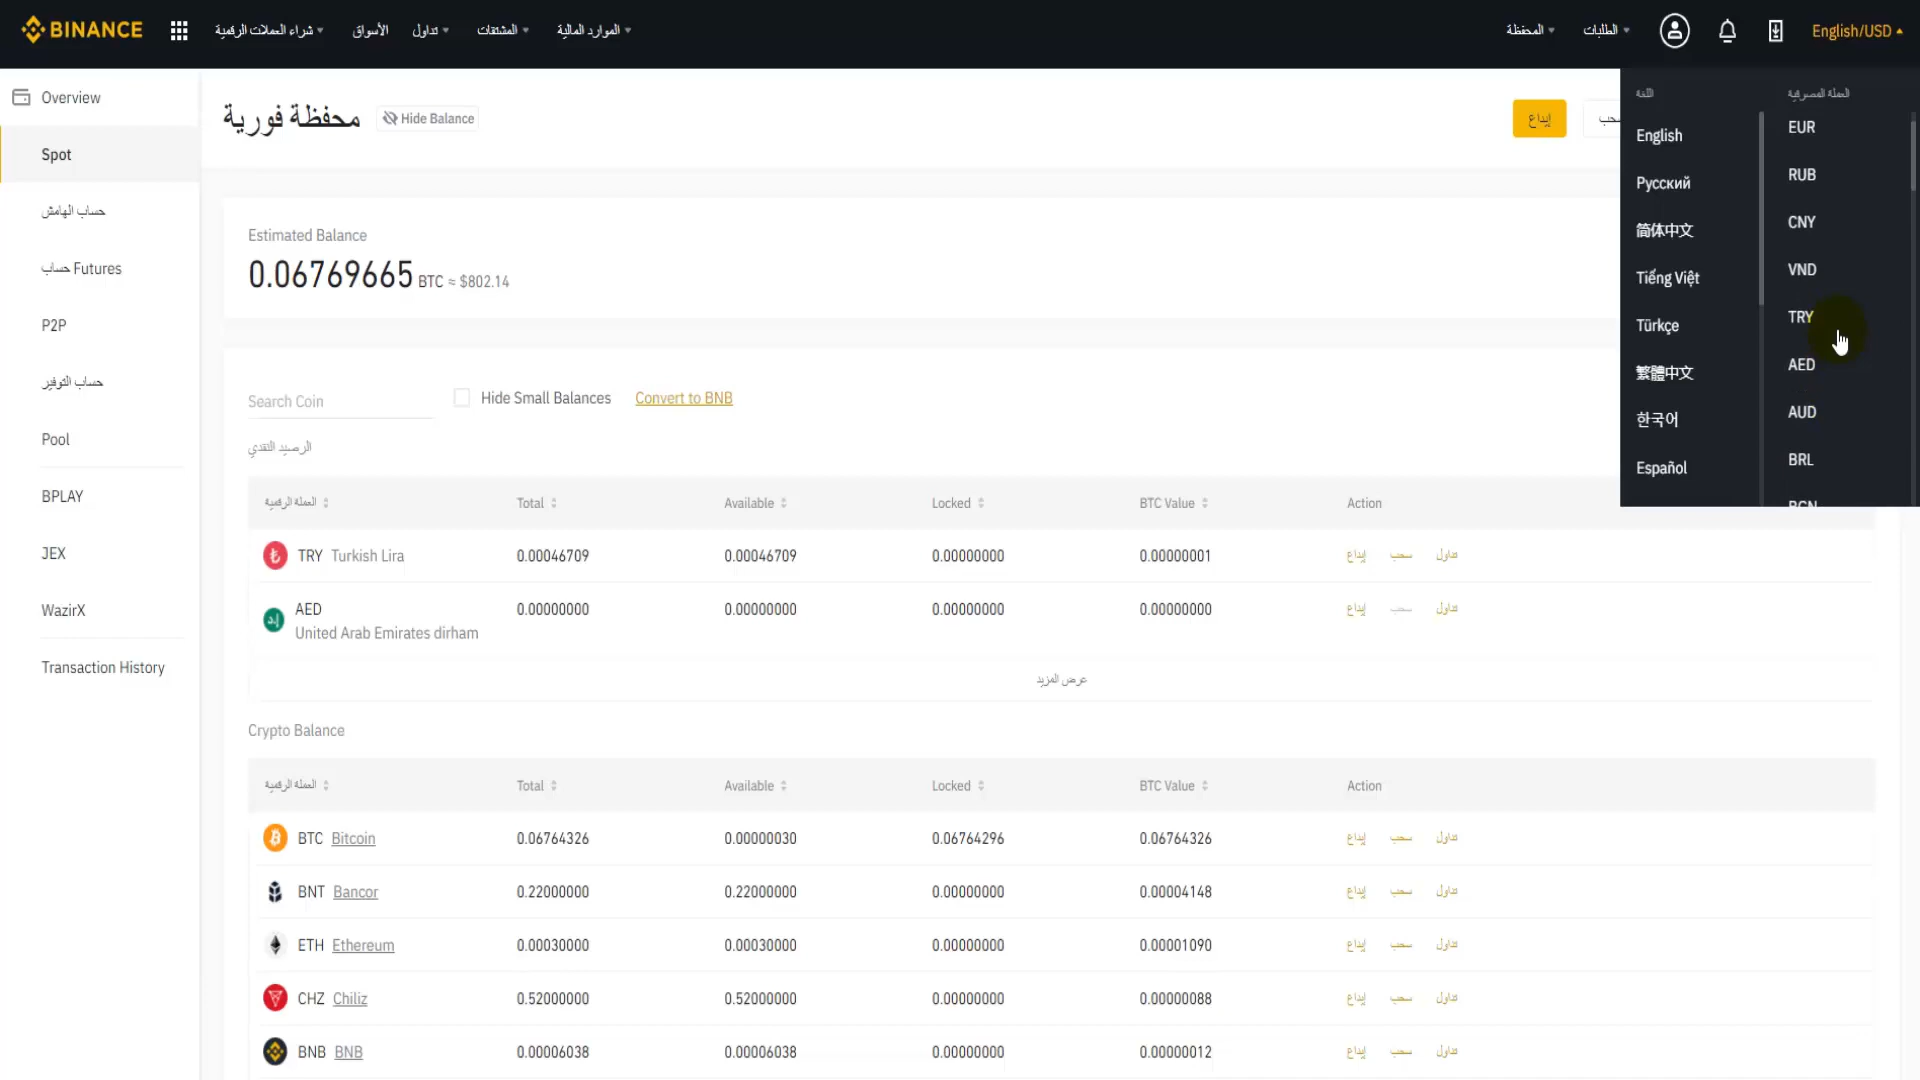 BINANCE
شراء العملات الرقمية
الأسواق
تداول
المشتقات
الموارد المالية
المحفظة
الطلبات
English/USD
Overview
Spot
حساب الهامش
حساب Futures
P2P
حساب التوفير
Pool
BPLAY
JEX
WazirX
Transaction History
محفظة فورية
Hide Balance
إيداع
سحب
Estimated Balance
0.06769665 BTC ≈ $802.14
Search Coin
Hide Small Balances
Convert to BNB
الرصيد النقدي
العملة الرقمية Total Available Locked BTC Value Action
TRY Turkish Lira 0.00046709 0.00046709 0.00000000 0.00000001 إيداع سحب تداول
AED 0.00000000 0.00000000 0.00000000 0.00000000 إيداع سحب تداول
United Arab Emirates dirham
عرض المزيد
Crypto Balance
العملة الرقمية Total Available Locked BTC Value Action
BTC Bitcoin 0.06764326 0.00000030 0.06764296 0.06764326 إيداع سحب تداول
BNT Bancor 0.22000000 0.22000000 0.00000000 0.00004148 إيداع سحب تداول
ETH Ethereum 0.00030000 0.00030000 0.00000000 0.00001090 إيداع سحب تداول
CHZ Chiliz 0.52000000 0.52000000 0.00000000 0.00000088 إيداع سحب تداول
BNB BNB 0.00006038 0.00006038 0.00000000 0.00000012 إيداع سحب تداول
اللغة
English
Русский
简体中文
Tiếng Việt
Türkçe
繁體中文
한국어
Español
العملة المصرفية
EUR
RUB
CNY
VND
TRY
AED
AUD
BRL
BGN